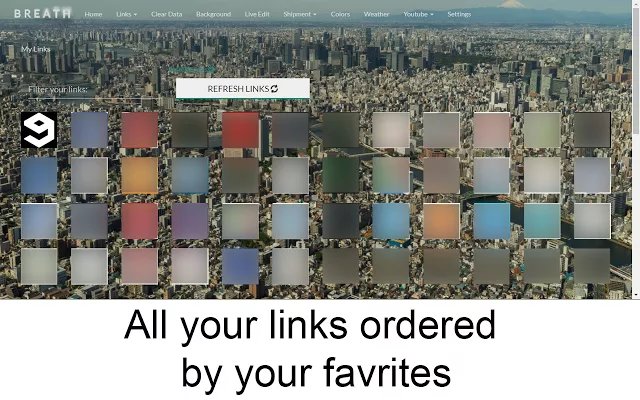 BREATH Home Links Clear Data Background Live Edit Shipment Colors Weather Youtube Settings
My Links
Filter your links: REFRESH LINKS
All your links ordered
by your favrites